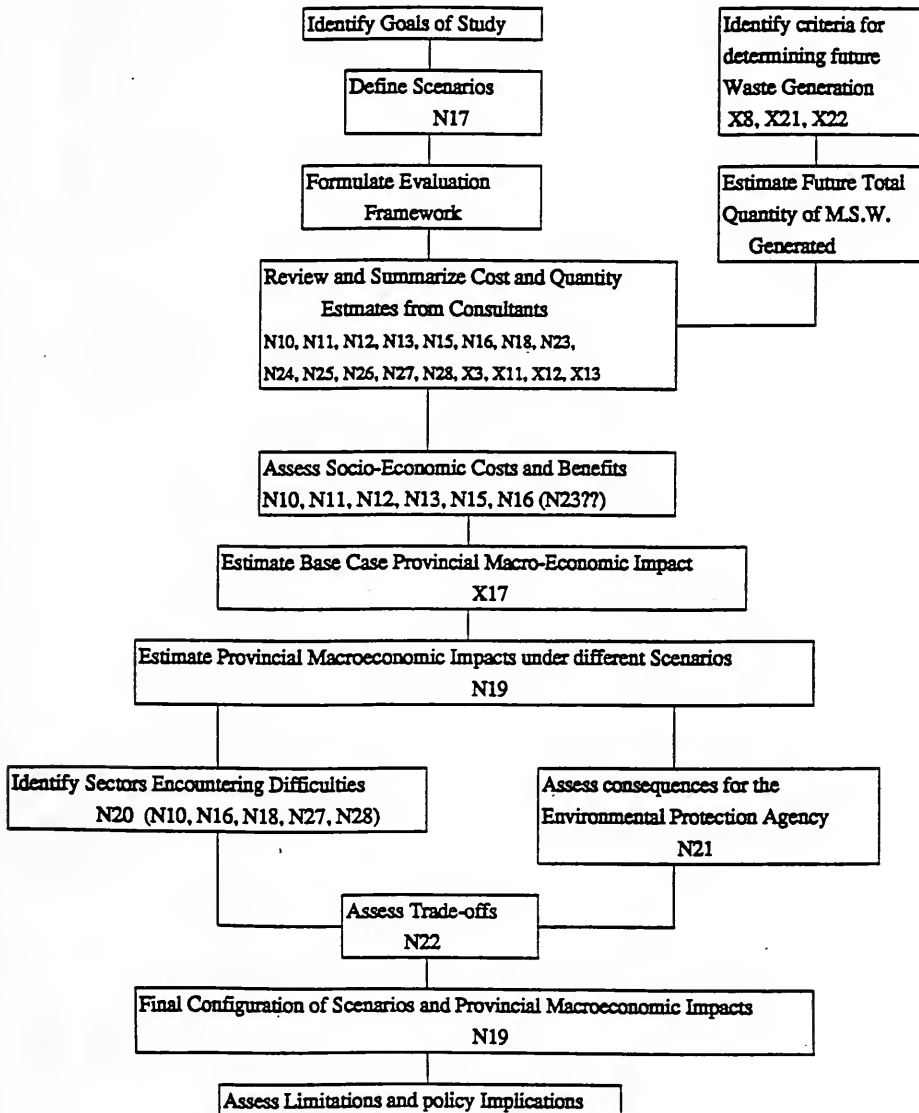 Identify Goals of Study
Define Scenarios
N17
Formulate Evaluation
Framework
Identify criteria for
determining future
Waste Generation
X8, X21, X22
Estimate Future Total
Quantity of M.S.W.
Generated
Review and Summarize Cost and Quantity
Estmates from Consultants
N10, N11, N12, N13, N15, N16, N18, N23,
N24, N25, N26, N27, N28, X3, X11, X12, X13
Assess Socio-Economic Costs and Benefits
N10, N11, N12, N13, N15, N16 (N23??)
Estimate Base Case Provincial Macro-Economic Impact
X17
Estimate Provincial Macroeconomic Impacts under different Scenarios
N19
Identify Sectors Encountering Difficulties
N20 (N10, N16, N18, N27, N28)
Assess consequences for the
Environmental Protection Agency
N21
Assess Trade-offs
N22
Final Configuration of Scenarios and Provincial Macroeconomic Impacts
N19
Assess Limitations and policy Implications